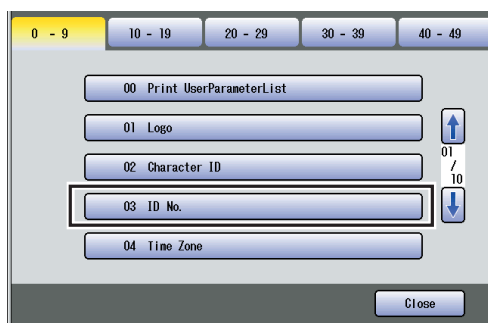 0 - 9 10 - 19 20 - 29 30 - 39 40 - 49
00 Print UserParameterList
01 Logo
02 Character ID
03 ID No.
04 Time Zone
01
/
10
Close